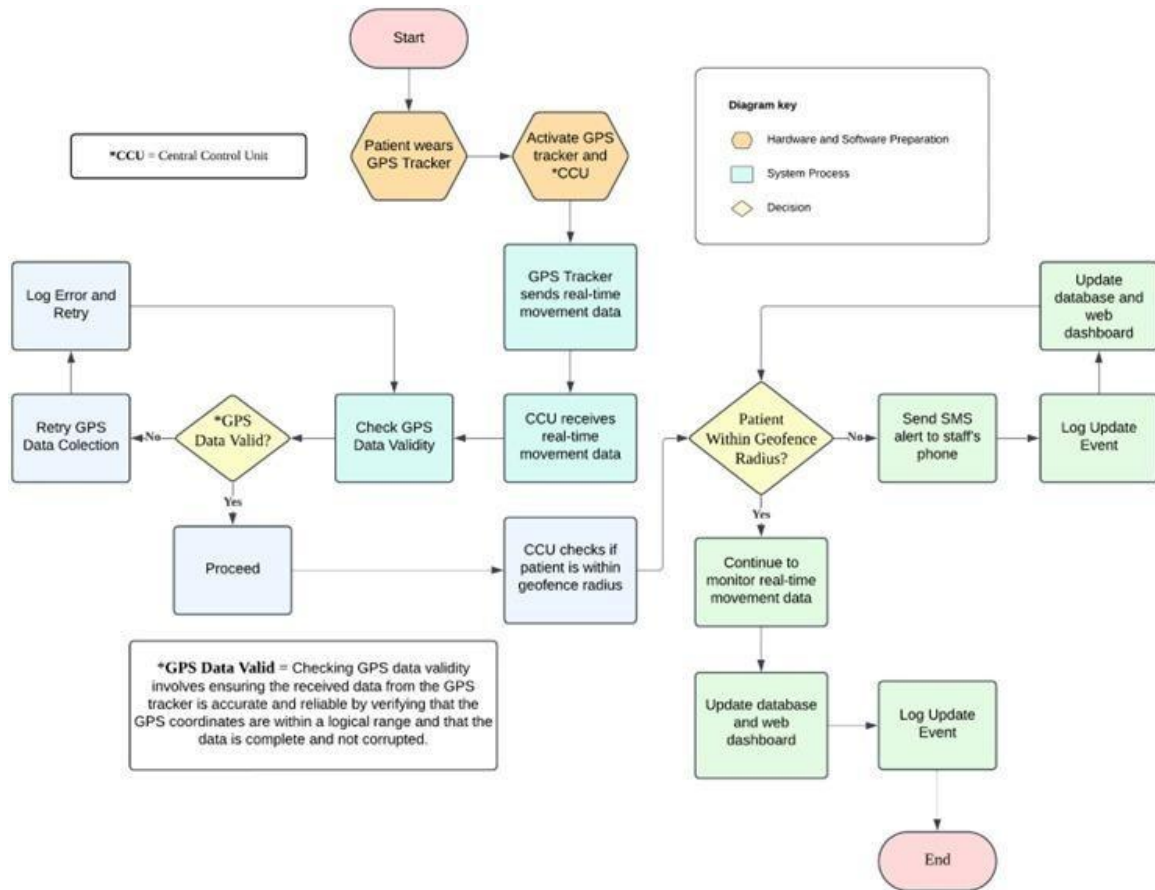 Start
*CCU = Central Control Unit
Patient wears
GPS Tracker
Activate GPS
tracker and
*CCU
Diagram key
Hardware and Software Preparation
System Process
Decision
GPS Tracker
sends real-time
movement data
Log Error and
Retry
Update
database and
web
dashboard
Retry GPS
Data Colection
No
*GPS
Data Valid?
Check GPS
Data Validity
CCU receives
real-time
movement data
Patient
Within Geofence
Radius?
No
Send SMS
alert to staff's
phone
Log Update
Event
Yes
Proceed
CCU checks if
patient is within
geofence radius
Yes
Continue to
monitor real-time
movement data
*GPS Data Valid = Checking GPS data validity
involves ensuring the received data from the GPS
tracker is accurate and reliable by verifying that the
GPS coordinates are within a logical range and that the
data is complete and not corrupted.
Update database
and web
dashboard
Log Update
Event
End